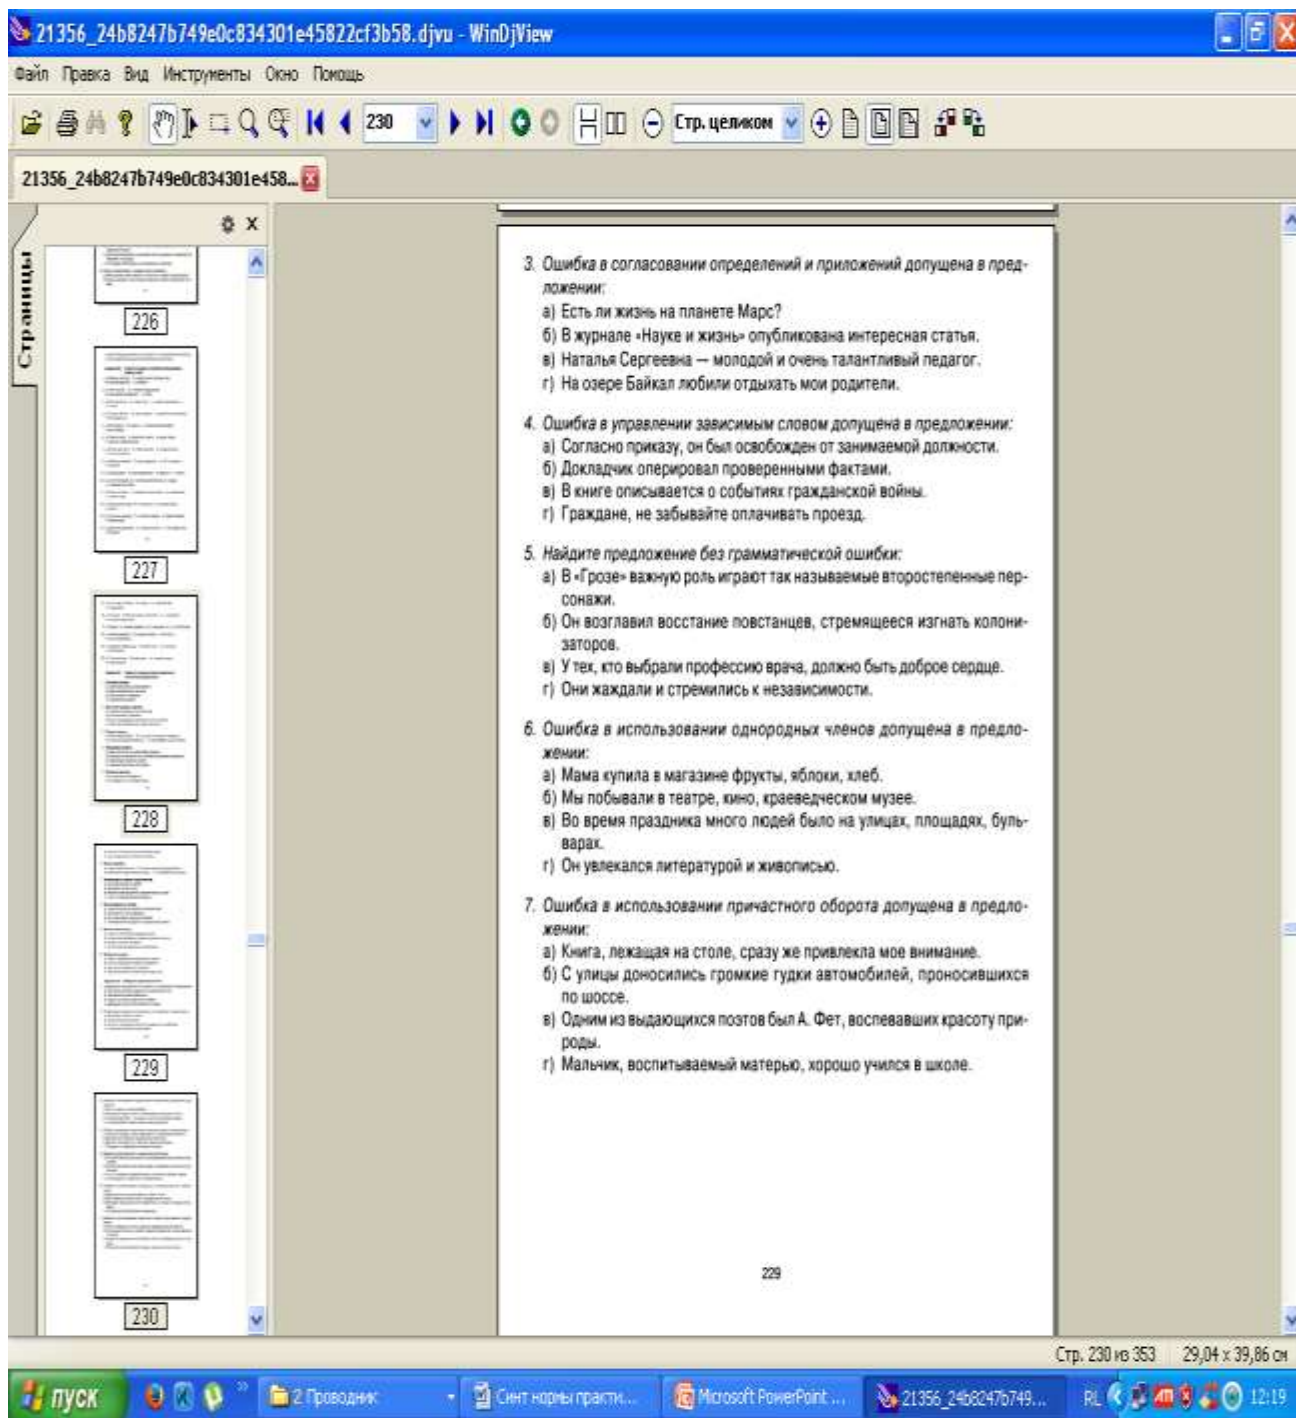 21356_24b8247b749e0c834301e45822cf3b58.djvu - WinDjView
Файл Правка Вид Инструменты Окно Помощь
230 Стр. целиком
21356_24b8247b749e0c834301e458...
Страницы
226
227
228
229
230
3. Ошибка в согласовании определений и приложений допущена в пред-
ложении:
а) Есть ли жизнь на планете Марс?
б) В журнале «Науке и жизнь» опубликована интересная статья.
в) Наталья Сергеевна — молодой и очень талантливый педагог.
г) На озере Байкал любили отдыхать мои родители.
4. Ошибка в управлении зависимым словом допущена в предложении:
а) Согласно приказу, он был освобожден от занимаемой должности.
б) Докладчик оперировал проверенными фактами.
в) В книге описывается о событиях гражданской войны.
г) Граждане, не забывайте оплачивать проезд.
5. Найдите предложение без грамматической ошибки:
а) В «Грозе» важную роль играют так называемые второстепенные пер-
сонажи.
б) Он возглавил восстание повстанцев, стремящееся изгнать колони-
заторов.
в) У тех, кто выбрали профессию врача, должно быть доброе сердце.
г) Они жаждали и стремились к независимости.
6. Ошибка в использовании однородных членов допущена в предло-
жении:
а) Мама купила в магазине фрукты, яблоки, хлеб.
б) Мы побывали в театре, кино, краеведческом музее.
в) Во время праздника много людей было на улицах, площадях, буль-
варах.
г) Он увлекался литературой и живописью.
7. Ошибка в использовании причастного оборота допущена в предло-
жении:
а) Книга, лежащая на столе, сразу же привлекла мое внимание.
б) С улицы доносились громкие гудки автомобилей, проносившихся
по шоссе.
в) Одним из выдающихся поэтов был А. Фет, воспевавших красоту при-
роды.
г) Мальчик, воспитываемый матерью, хорошо учился в школе.
229
Стр. 230 из 353 29,04 x 39,86 см
пуск 2 Проводник Синт нормы практи... Microsoft PowerPoint ... 21356_24b8247b749... RL 12:19